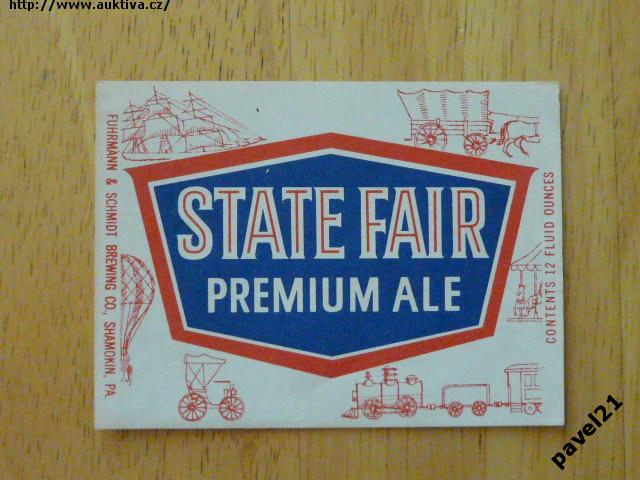 http://www.auktiva.cz/
FUHRMANN & SCHMIDT BREWING CO., SHAMOKIN, PA.
STATE FAIR
PREMIUM ALE
CONTENTS 12 FLUID OUNCES
pavel21